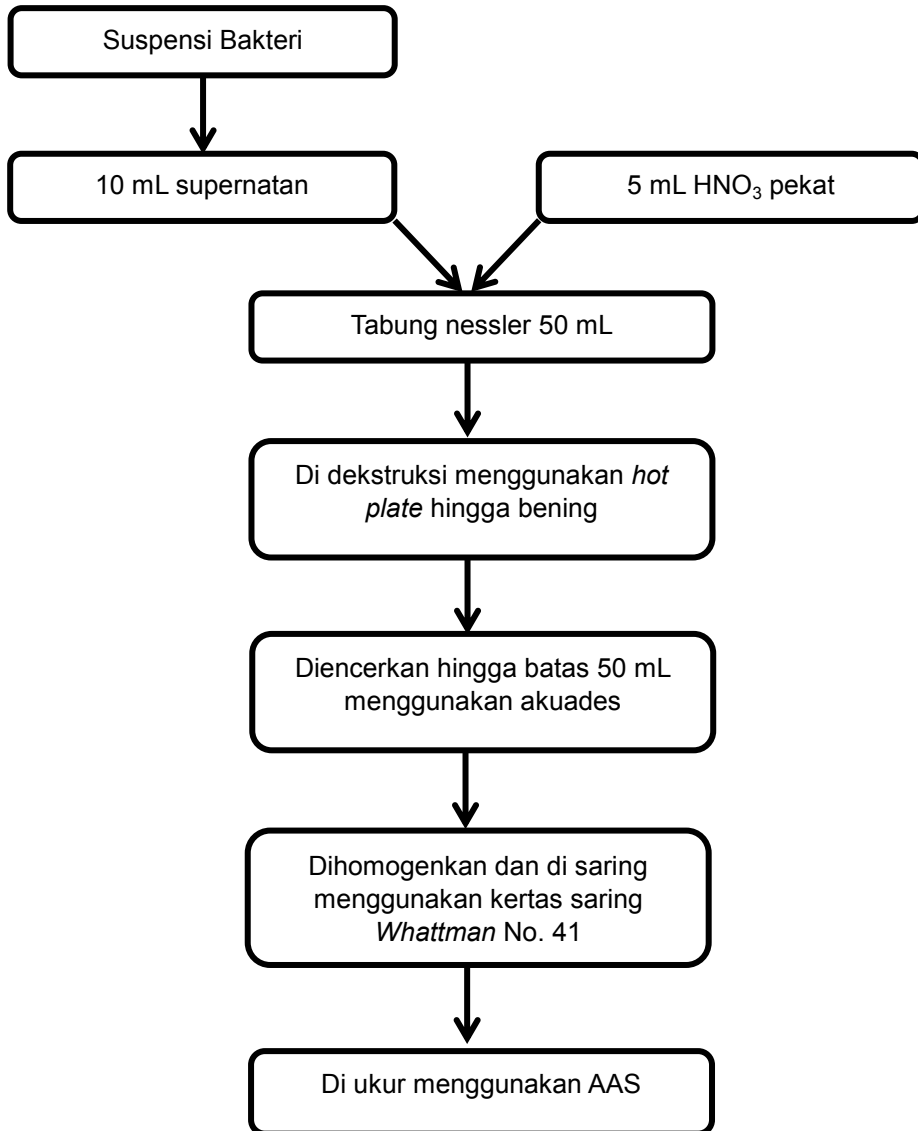 Suspensi Bakteri
10 mL supernatan
5 mL HNO₃ pekat
Tabung nessler 50 mL
Di dekstruksi menggunakan hot
plate hingga bening
Diencerkan hingga batas 50 mL
menggunakan akuades
Dihomogenkan dan di saring
menggunakan kertas saring
Whattman No. 41
Di ukur menggunakan AAS